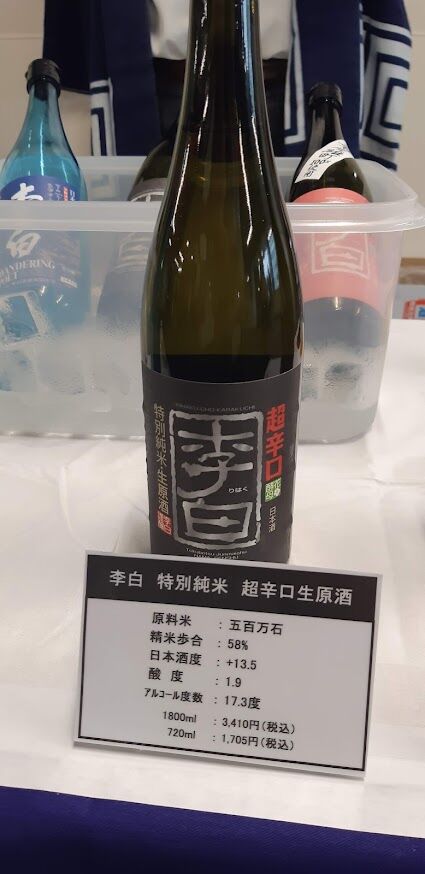 WANDERING
白
白
超辛口
特別純米・生原酒
李白
りはく
日本酒
李白 特別純米 超辛口生原酒
原料米 : 五百万石
精米歩合 : 58%
日本酒度 : +13.5
酸 度 : 1.9
アルコール度数 : 17.3度
1800ml : 3,410円(税込)
720ml : 1,705円(税込)